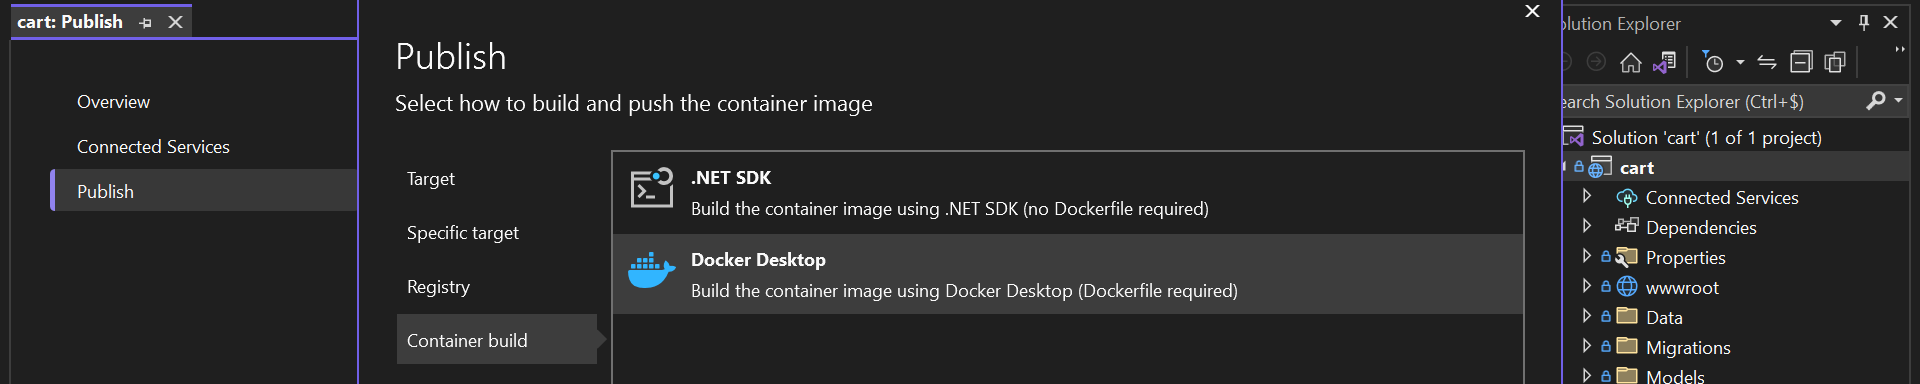 cart: Publish
Overview
Connected Services
Publish
Publish
Select how to build and push the container image
Target
Specific target
Registry
Container build
.NET SDK
Build the container image using .NET SDK (no Dockerfile required)
Docker Desktop
Build the container image using Docker Desktop (Dockerfile required)
olution Explorer
earch Solution Explorer (Ctrl+$)
Solution 'cart' (1 of 1 project)
cart
Connected Services
Dependencies
Properties
wwwroot
Data
Migrations
Models